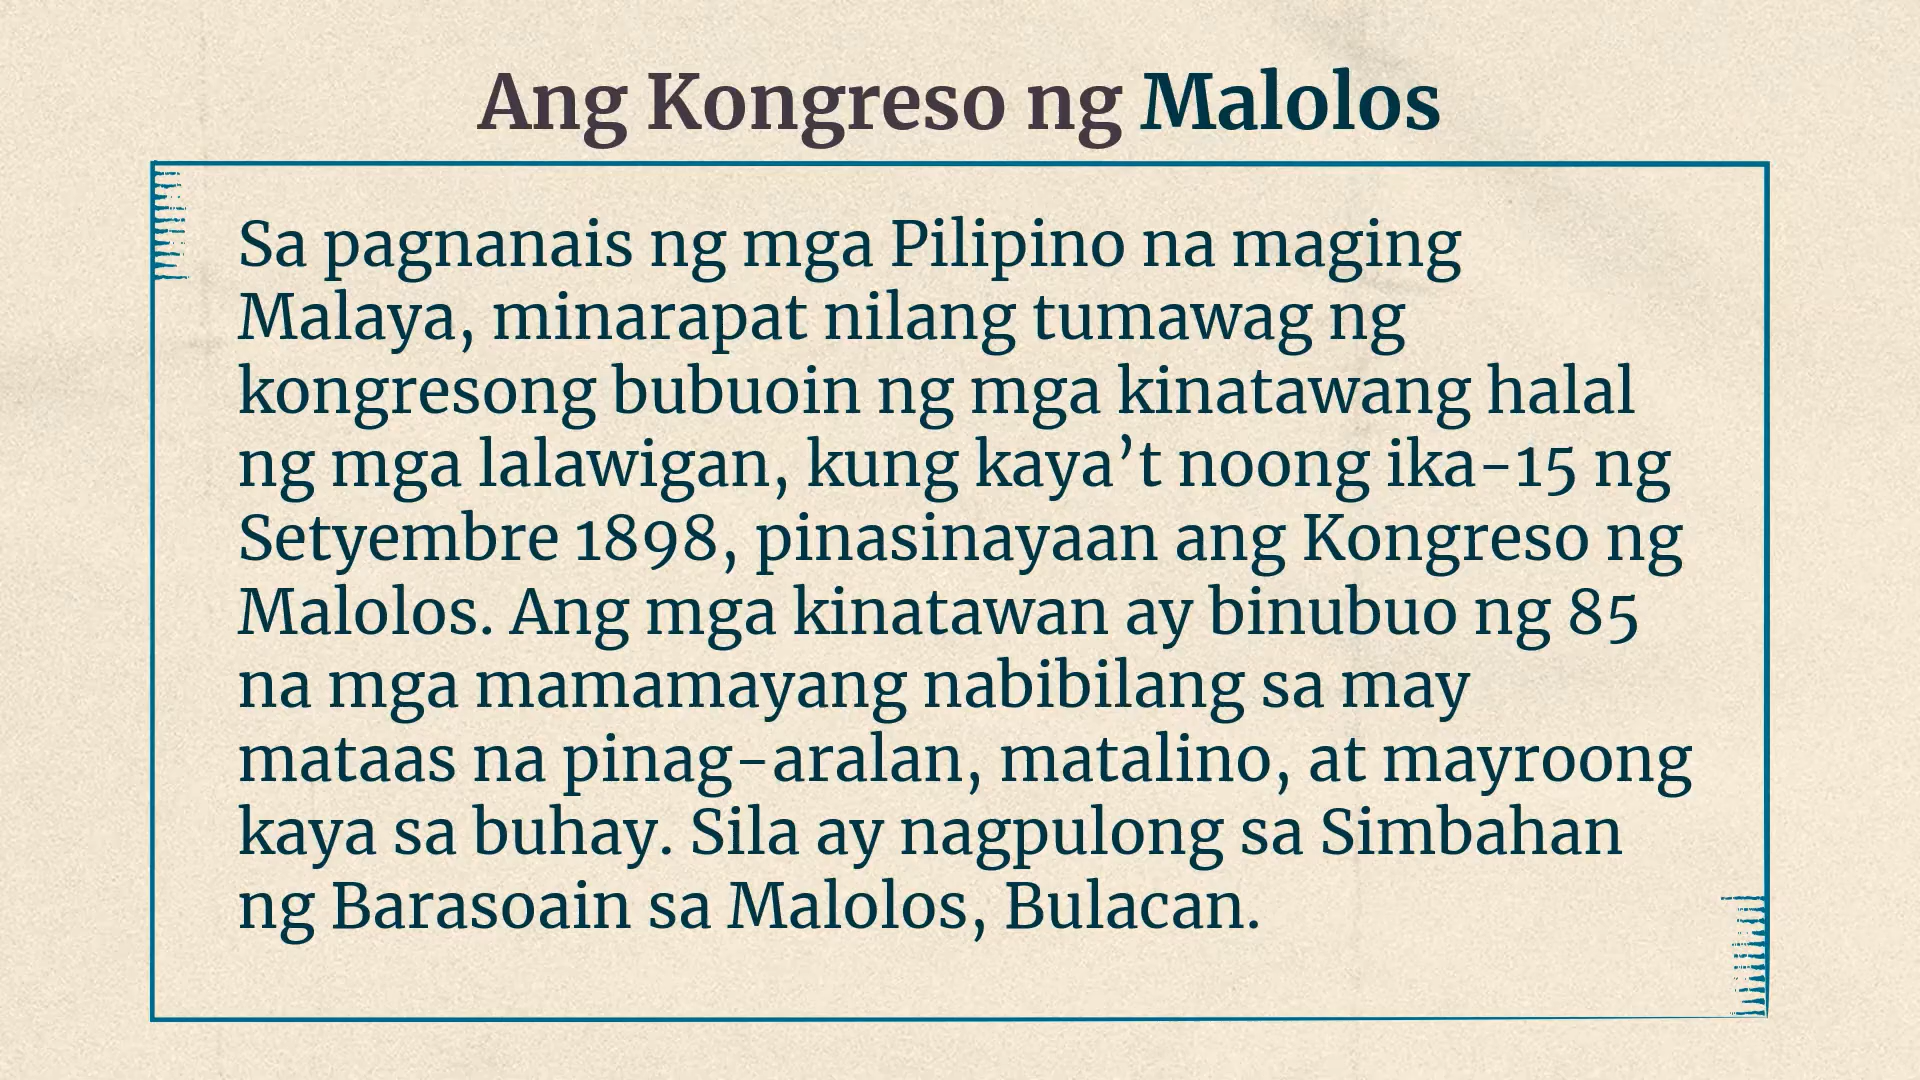 Ang Kongreso ng Malolos
Sa pagnanais ng mga Pilipino na maging
Malaya, minarapat nilang tumawag ng
kongresong bubuoin ng mga kinatawang halal
ng mga lalawigan, kung kaya’t noong ika-15 ng
Setyembre 1898, pinasinayaan ang Kongreso ng
Malolos. Ang mga kinatawan ay binubuo ng 85
na mga mamamayang nabibilang sa may
mataas na pinag-aralan, matalino, at mayroong
kaya sa buhay. Sila ay nagpulong sa Simbahan
ng Barasoain sa Malolos, Bulacan.